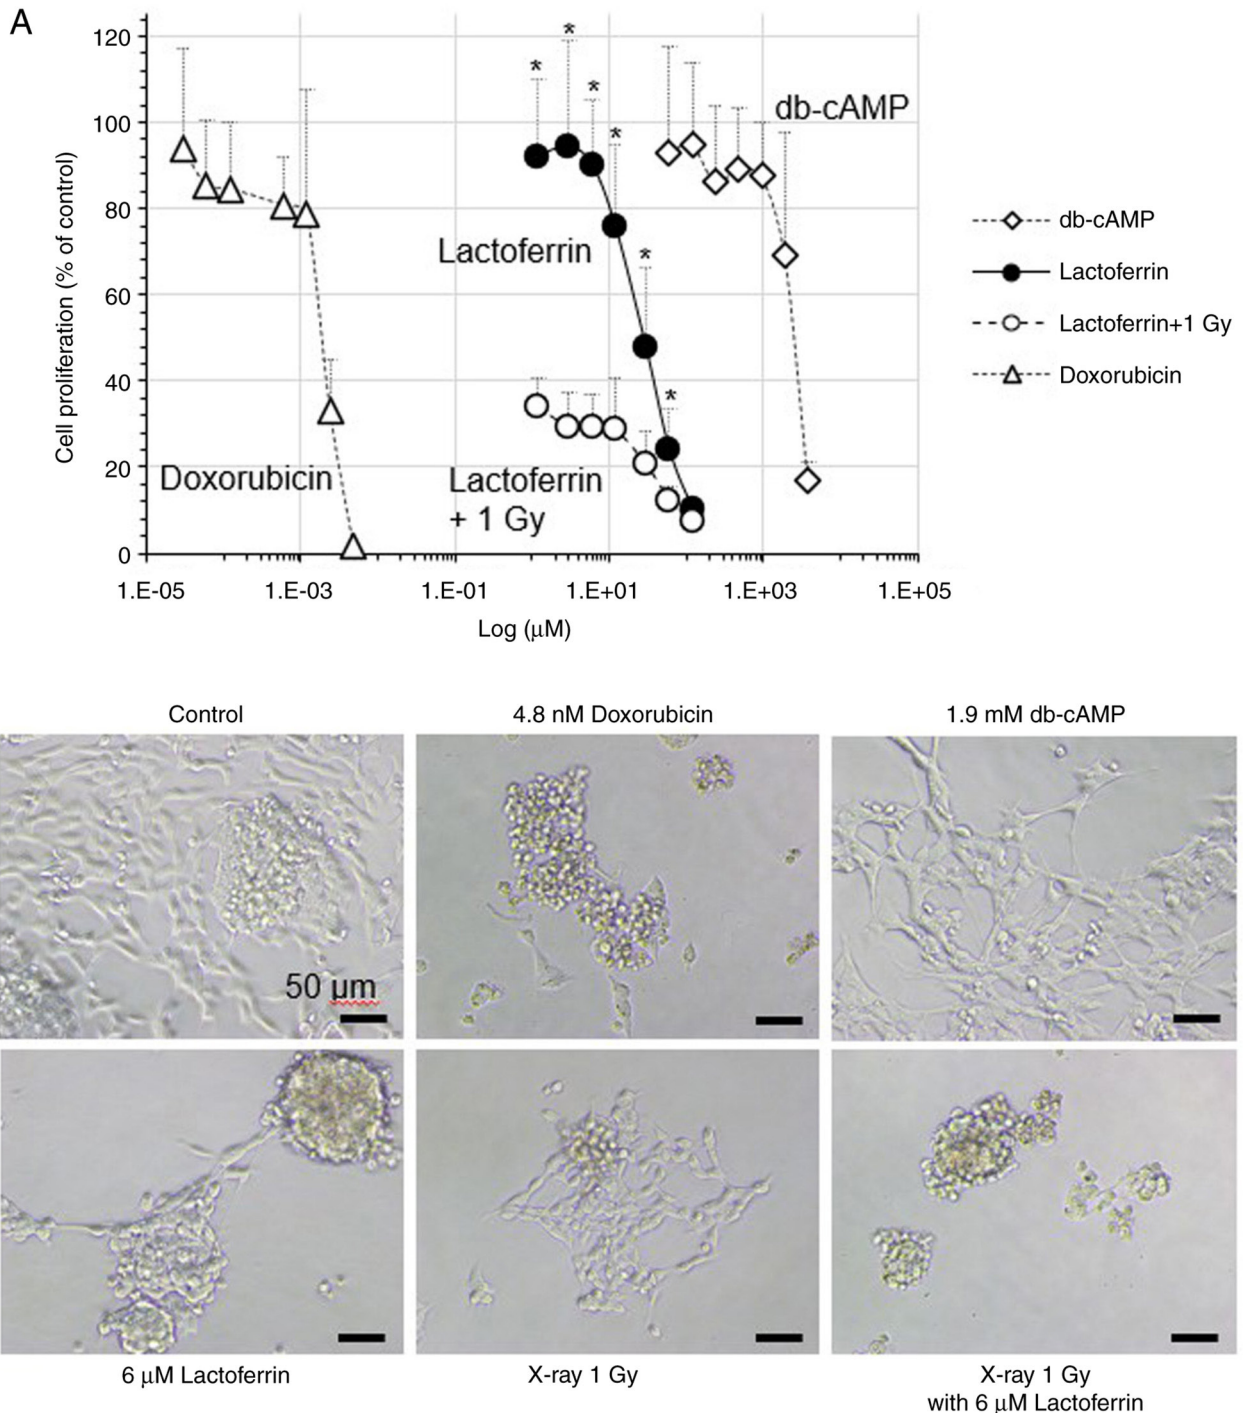 A
120
100
80
60
40
20
0
Cell proliferation (% of control)
*
*
*
*
*
*
db-cAMP
Lactoferrin
Doxorubicin
Lactoferrin
+ 1 Gy
1.E-05
1.E-03
1.E-01
1.E+01
1.E+03
1.E+05
Log (µM)
db-cAMP
Lactoferrin
Lactoferrin+1 Gy
Doxorubicin
Control
4.8 nM Doxorubicin
1.9 mM db-cAMP
50 µm
6 µM Lactoferrin
X-ray 1 Gy
X-ray 1 Gy
with 6 µM Lactoferrin